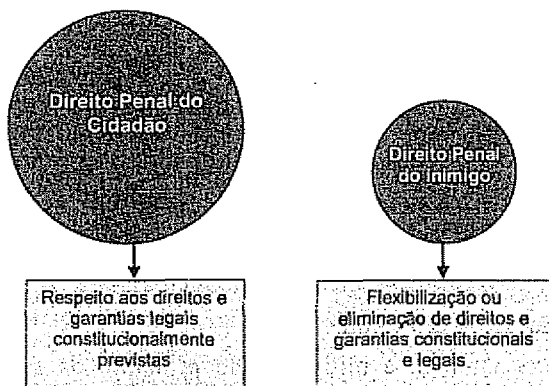 Direito Penal do
Cidadão
Direito Penal
do Inimigo
Respeito aos direitos e
garantias legais
constitucionalmente
previstas
Flexibilização ou
eliminação de direitos e
garantias constitucionais
e legais